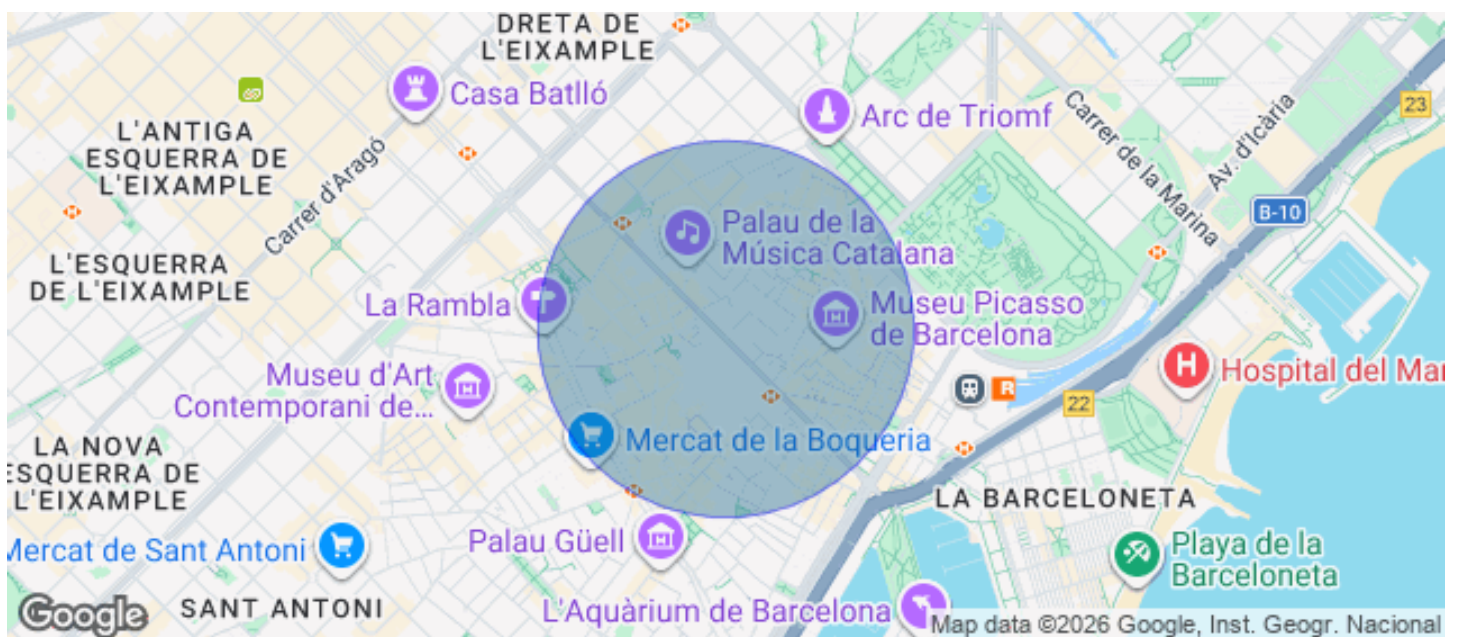 DRETA DE
L'EIXAMPLE
Casa Batlló
Arc de Triomf
Carrer de la Marina
Av. d'Icària
23
L'ANTIGA
ESQUERRA DE
L'EIXAMPLE
Carrer d'Aragó
B-10
Palau de la
Música Catalana
L'ESQUERRA
DE L'EIXAMPLE
La Rambla
Museu Picasso
de Barcelona
Museu d'Art
Contemporani de...
H
Hospital del Mar
R
22
Mercat de la Boqueria
LA NOVA
ESQUERRA DE
L'EIXAMPLE
LA BARCELONETA
Mercat de Sant Antoni
Palau Güell
Playa de la
Barceloneta
Google
SANT ANTONI
L'Aquàrium de Barcelona
Map data ©2026 Google, Inst. Geogr. Nacional